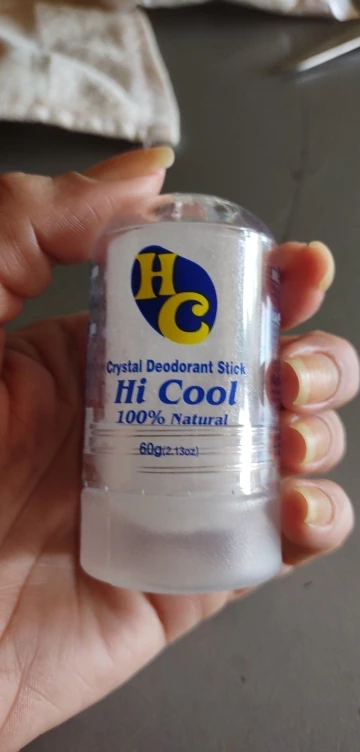 HC
Crystal Deodorant Stick
Hi Cool
100% Natural
60g(2.13oz)